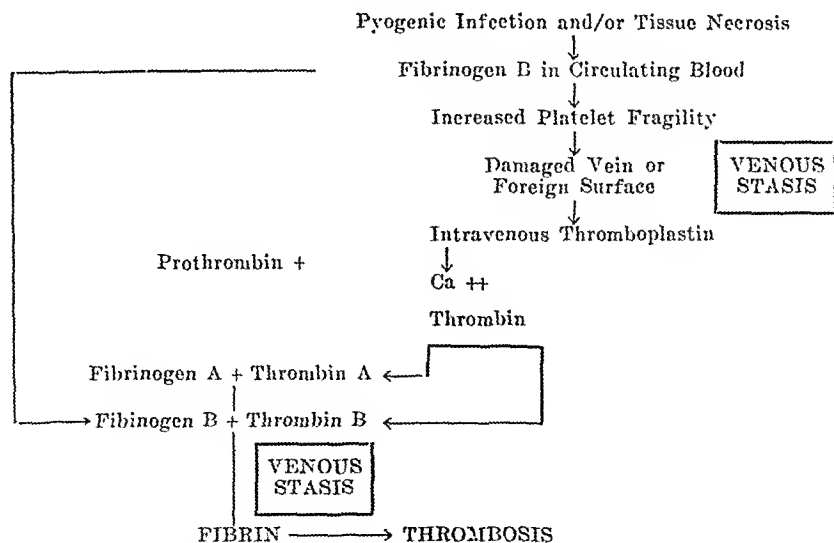 Pyogenic Infection and/or Tissue Necrosis
Fibrinogen B in Circulating Blood
Increased Platelet Fragility
Damaged Vein or
Foreign Surface
VENOUS
STASIS
Intravenous Thromboplastin
Prothrombin +
Ca ++
Thrombin
Fibrinogen A + Thrombin A
Fibinogen B + Thrombin B
VENOUS
STASIS
FIBRIN
THROMBOSIS